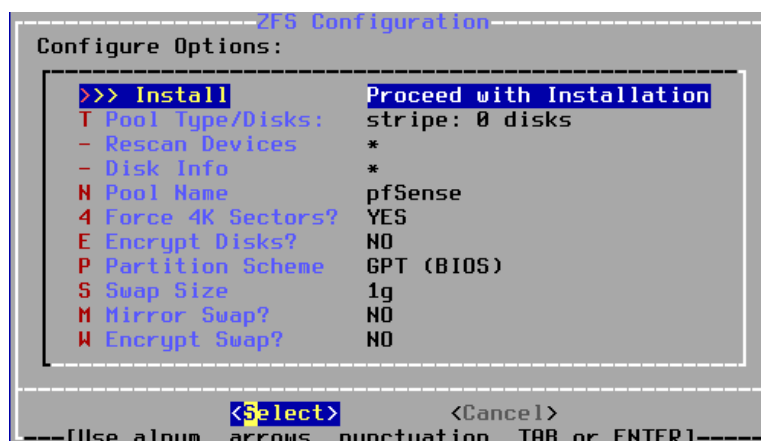 ZFS Configuration
Configure Options:
>>> Install Proceed with Installation
T Pool Type/Disks: stripe: 0 disks
- Rescan Devices *
- Disk Info *
N Pool Name pfSense
4 Force 4K Sectors? YES
E Encrypt Disks? NO
P Partition Scheme GPT (BIOS)
S Swap Size 1g
M Mirror Swap? NO
W Encrypt Swap? NO
<Select> <Cancel>
[Use alnum, arrows, punctuation, TAB or ENTER]